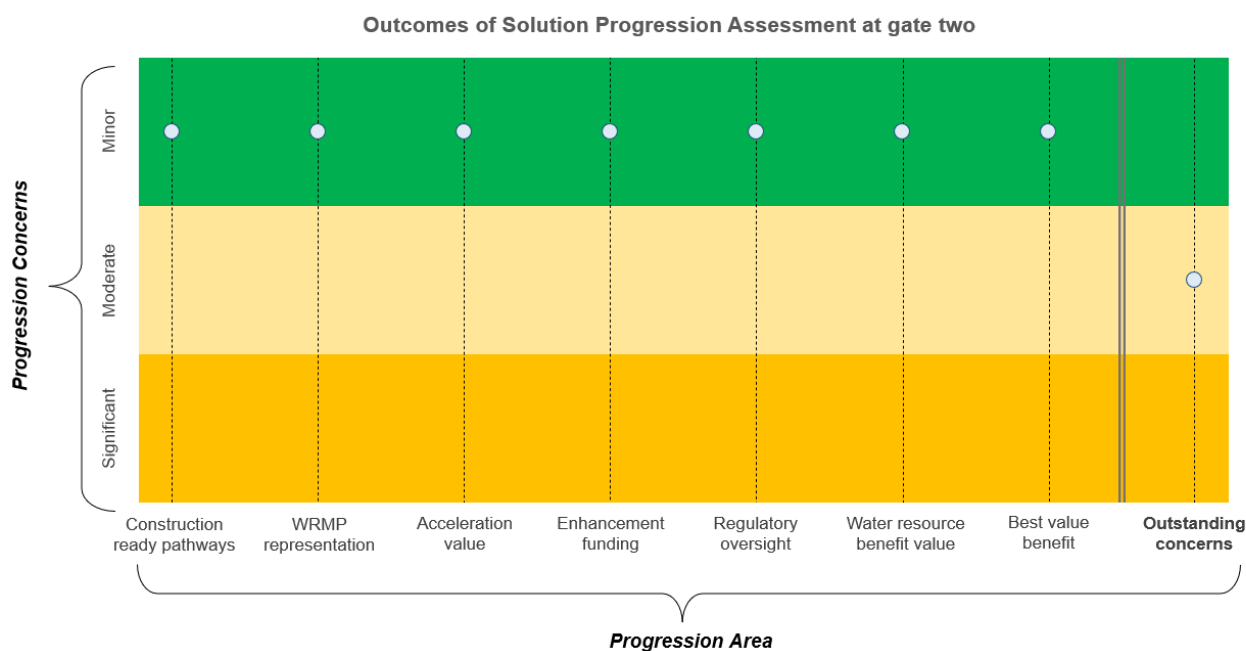 Outcomes of Solution Progression Assessment at gate two
Progression Concerns
Minor
Moderate
Significant
Construction
ready pathways
WRMP
representation
Acceleration
value
Enhancement
funding
Regulatory
oversight
Water resource
benefit value
Best value
benefit
Outstanding
concerns
Progression Area